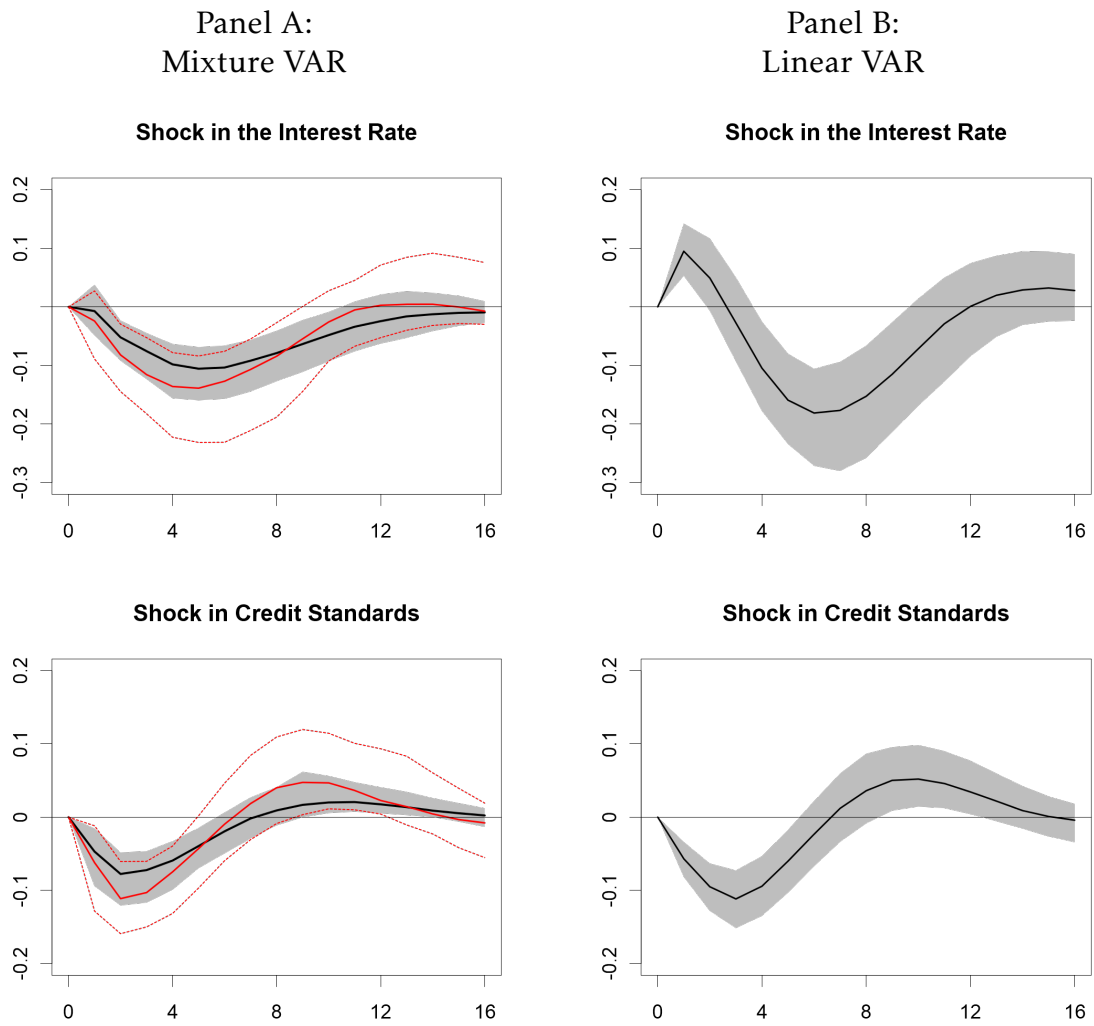 Panel A:
Mixture VAR
Panel B:
Linear VAR
Shock in the Interest Rate
0.2
0.1
0
-0.1
-0.2
-0.3
0 4 8 12 16
Shock in the Interest Rate
0.2
0.1
0
-0.1
-0.2
-0.3
0 4 8 12 16
Shock in Credit Standards
0.2
0.1
0
-0.1
-0.2
0 4 8 12 16
Shock in Credit Standards
0.2
0.1
0
-0.1
-0.2
0 4 8 12 16